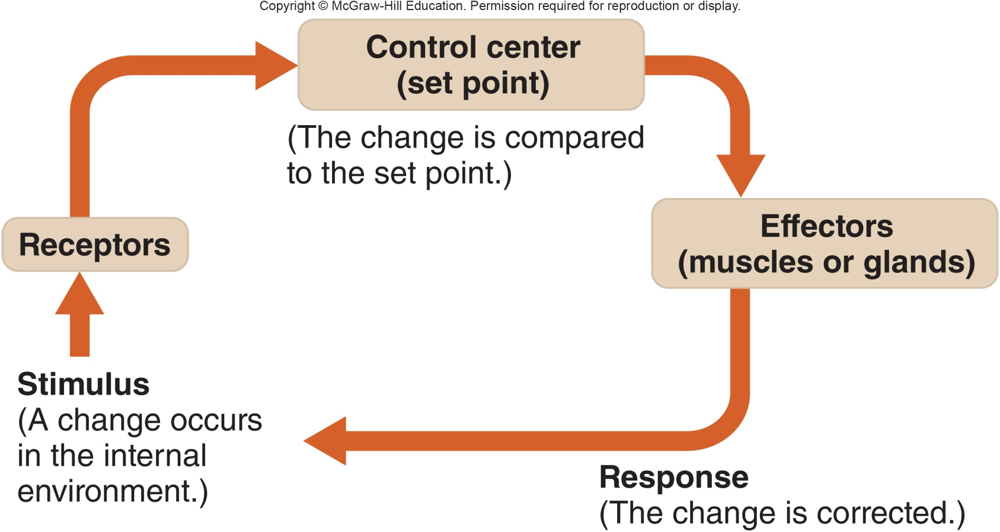 Copyright © McGraw-Hill Education. Permission required for reproduction or display.
Control center
(set point)
(The change is compared
to the set point.)
Receptors
Effectors
(muscles or glands)
Stimulus
(A change occurs
in the internal
environment.)
Response
(The change is corrected.)